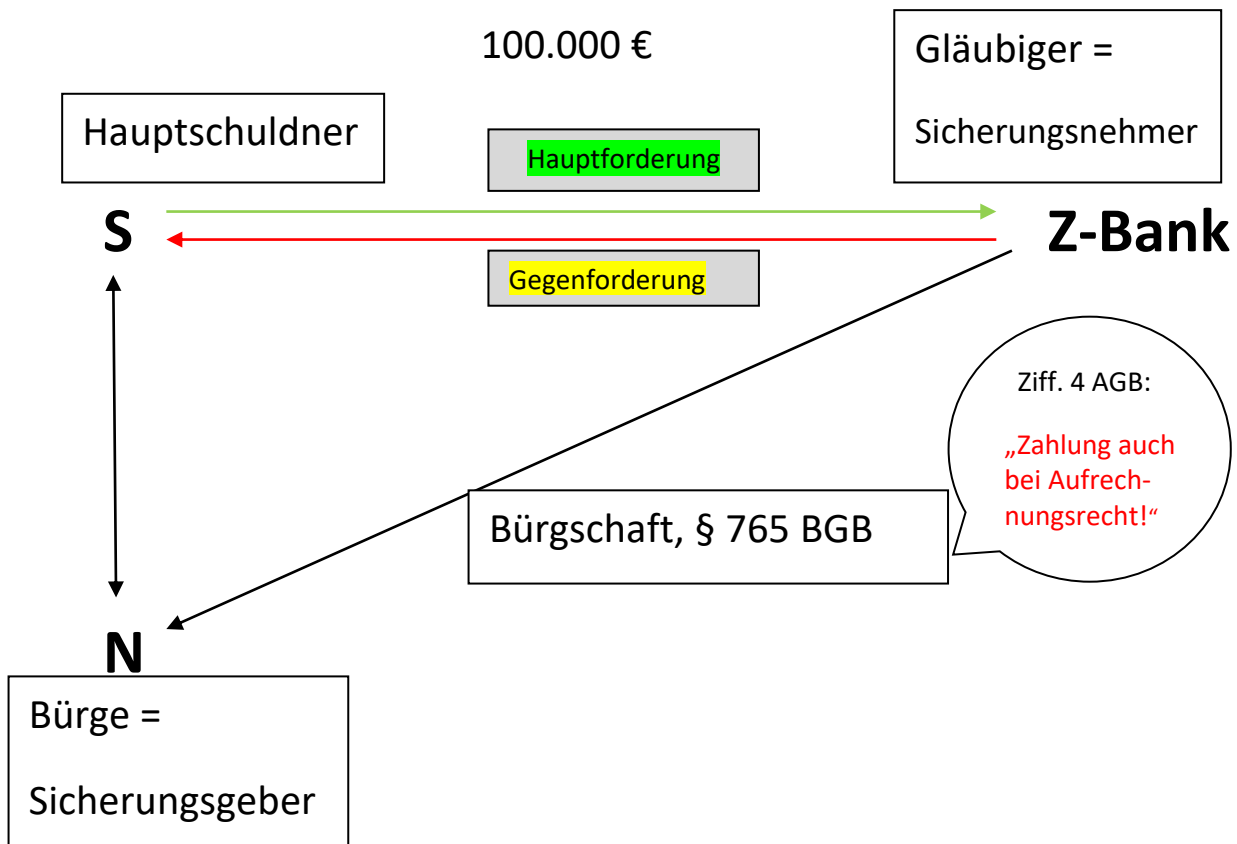 100.000 €
Gläubiger =
Sicherungsnehmer
Hauptschuldner
Hauptforderung
S
Z-Bank
Gegenforderung
Ziff. 4 AGB:
„Zahlung auch
bei Aufrech-
nungsrecht!“
Bürgschaft, § 765 BGB
N
Bürge =
Sicherungsgeber